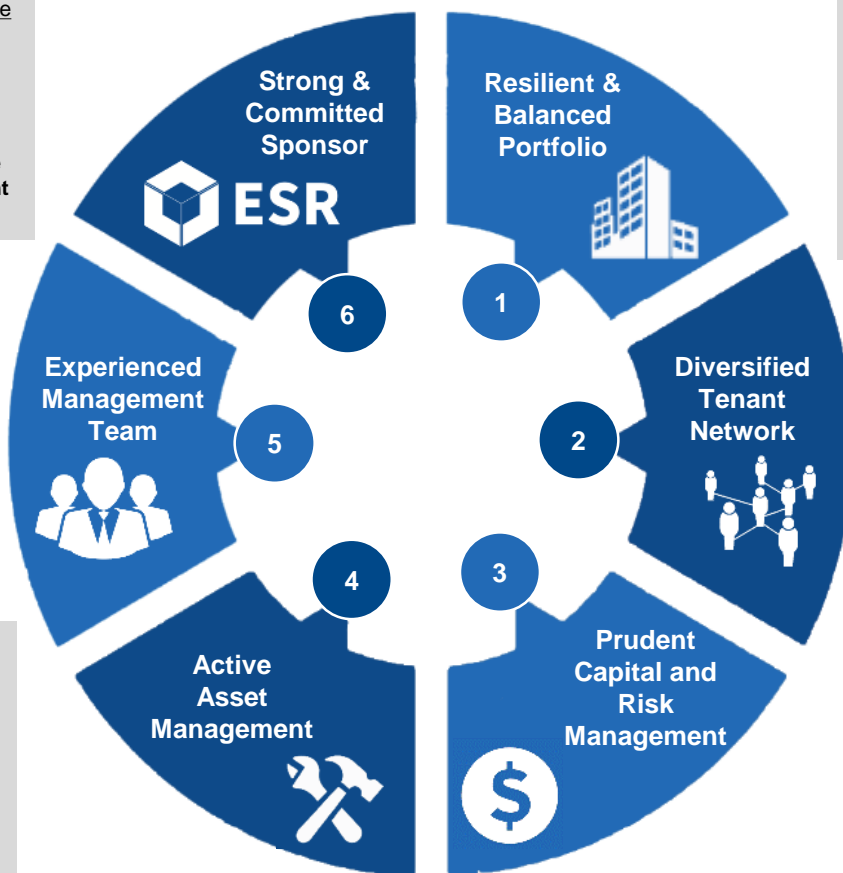 Strong &
Committed
Sponsor
ESR
6
Resilient &
Balanced
Portfolio
1
Diversified
Tenant
Network
2
Prudent
Capital and
Risk
Management
$
3
Active
Asset
Management
4
Experienced
Management
Team
5